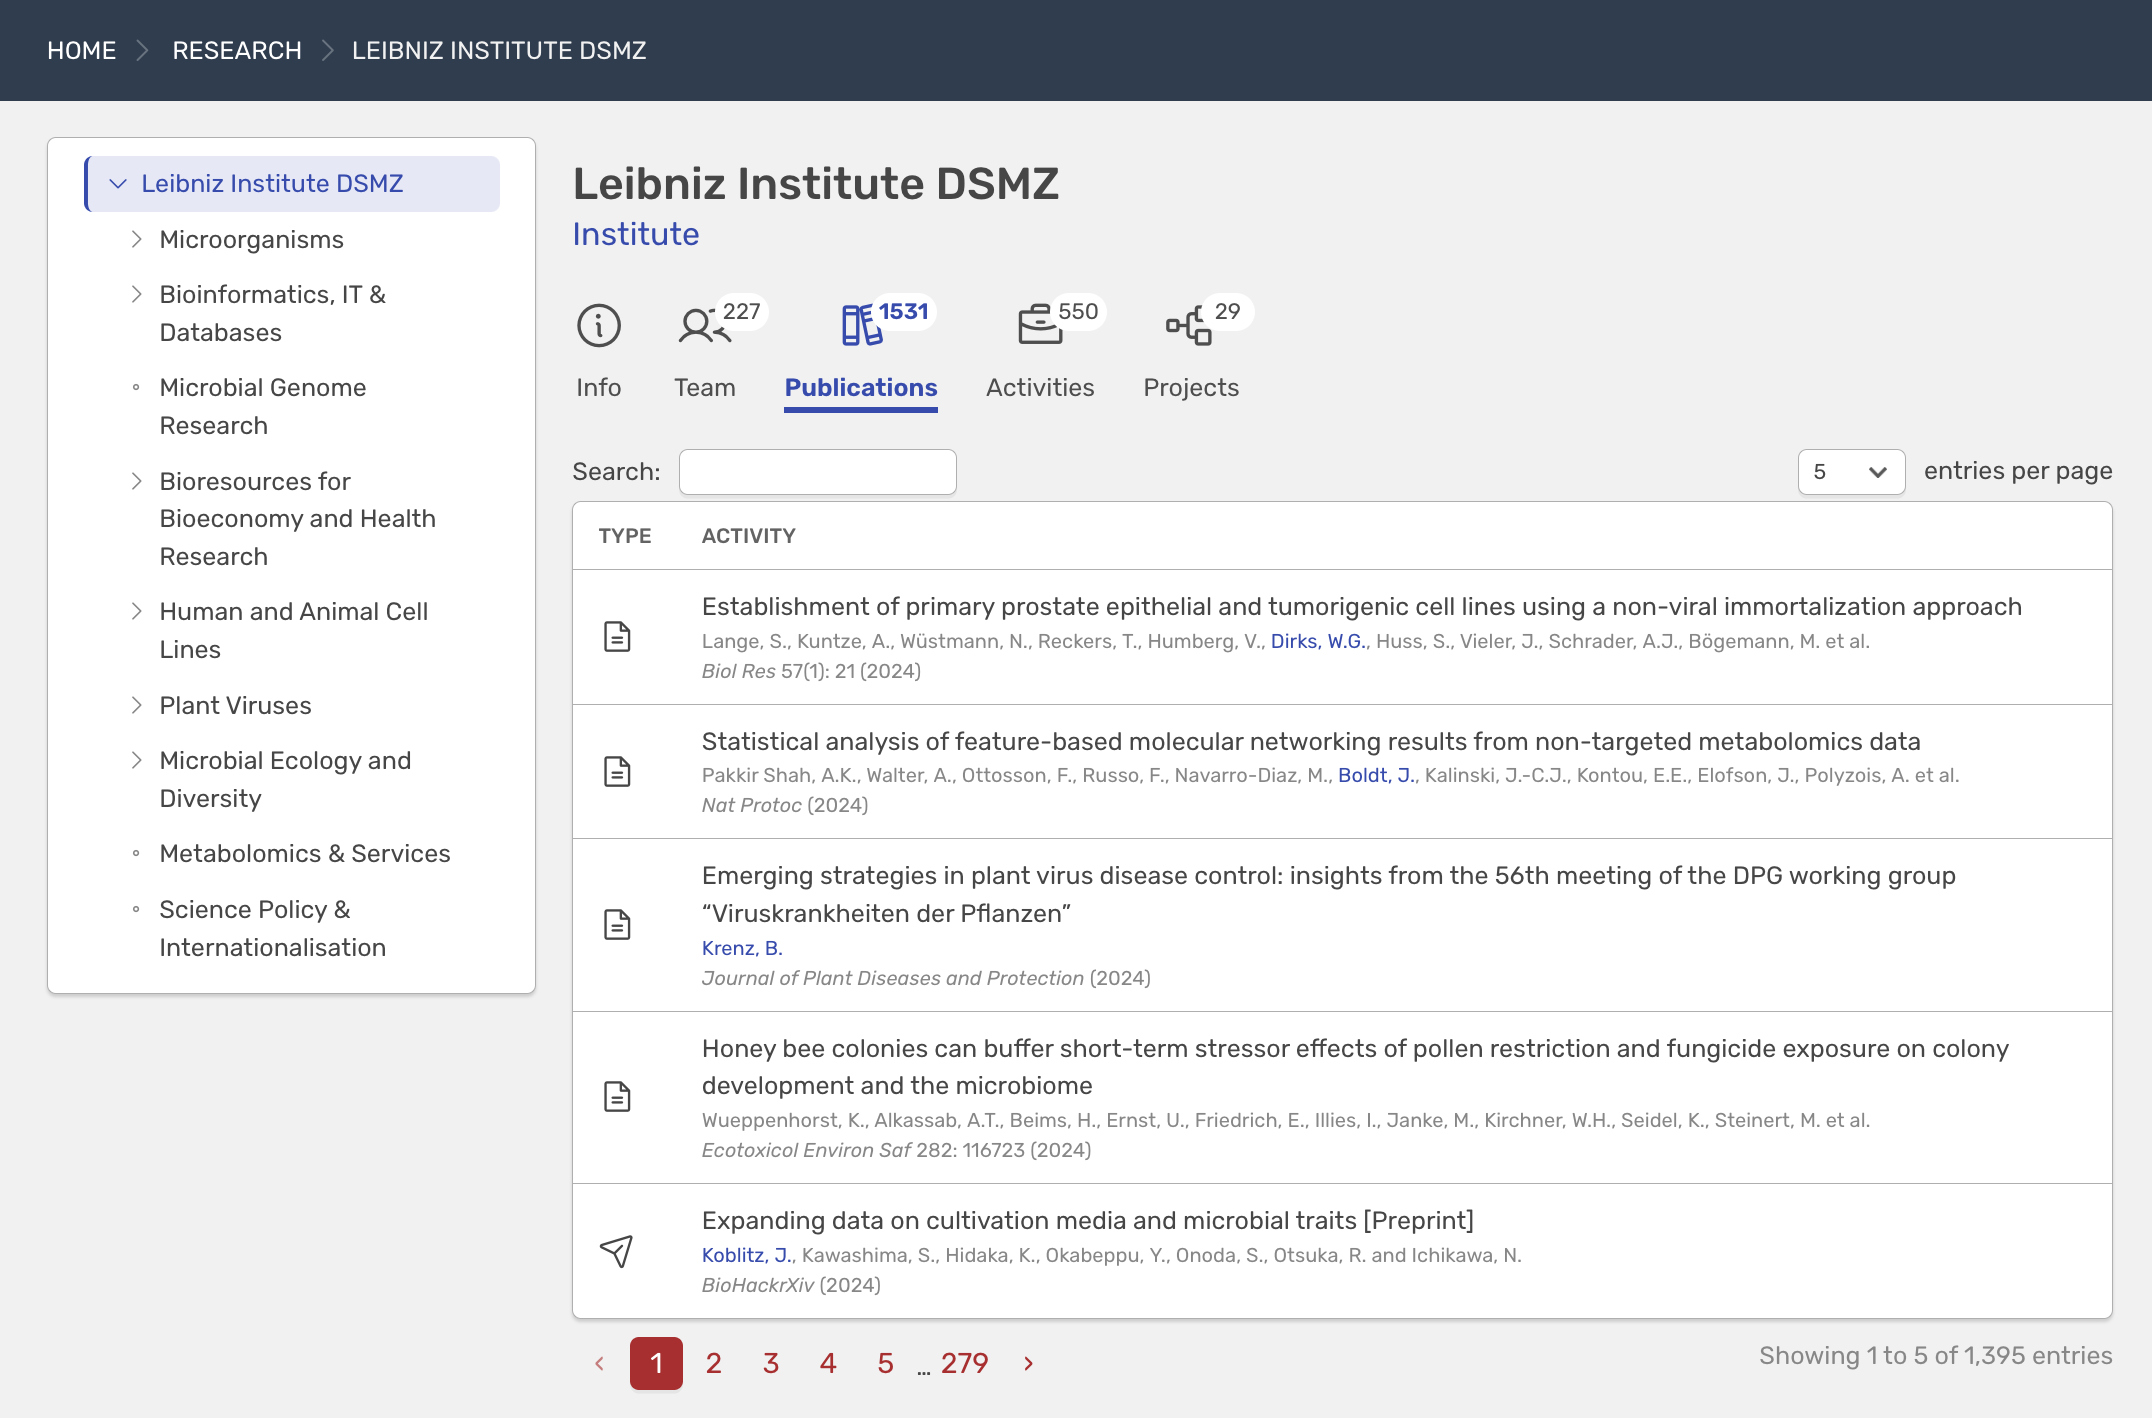 HOME
RESEARCH
LEIBNIZ INSTITUTE DSMZ
Leibniz Institute DSMZ
Microorganisms
Bioinformatics, IT &
Databases
Microbial Genome
Research
Bioresources for
Bioeconomy and Health
Research
Human and Animal Cell
Lines
Plant Viruses
Microbial Ecology and
Diversity
Metabolomics & Services
Science Policy &
Internationalisation
Leibniz Institute DSMZ
Institute
Info
227
Team
1531
Publications
550
Activities
29
Projects
Search:
5 entries per page
TYPE ACTIVITY
Establishment of primary prostate epithelial and tumorigenic cell lines using a non-viral immortalization approach
Lange, S., Kuntze, A., Wüstmann, N., Reckers, T., Humberg, V., Dirks, W.G., Huss, S., Vieler, J., Schrader, A.J., Bögemann, M. et al.
Biol Res 57(1): 21 (2024)
Statistical analysis of feature-based molecular networking results from non-targeted metabolomics data
Pakkir Shah, A.K., Walter, A., Ottosson, F., Russo, F., Navarro-Diaz, M., Boldt, J., Kalinski, J.-C.J., Kontou, E.E., Elofson, J., Polyzois, A. et al.
Nat Protoc (2024)
Emerging strategies in plant virus disease control: insights from the 56th meeting of the DPG working group
“Viruskrankheiten der Pflanzen”
Krenz, B.
Journal of Plant Diseases and Protection (2024)
Honey bee colonies can buffer short-term stressor effects of pollen restriction and fungicide exposure on colony
development and the microbiome
Wueppenhorst, K., Alkassab, A.T., Beims, H., Ernst, U., Friedrich, E., Illies, I., Janke, M., Kirchner, W.H., Seidel, K., Steinert, M. et al.
Ecotoxicol Environ Saf 282: 116723 (2024)
Expanding data on cultivation media and microbial traits [Preprint]
Koblitz, J., Kawashima, S., Hidaka, K., Okabeppu, Y., Onoda, S., Otsuka, R. and Ichikawa, N.
BioHackrXiv (2024)
‹ 1 2 3 4 5 … 279 ›
Showing 1 to 5 of 1,395 entries